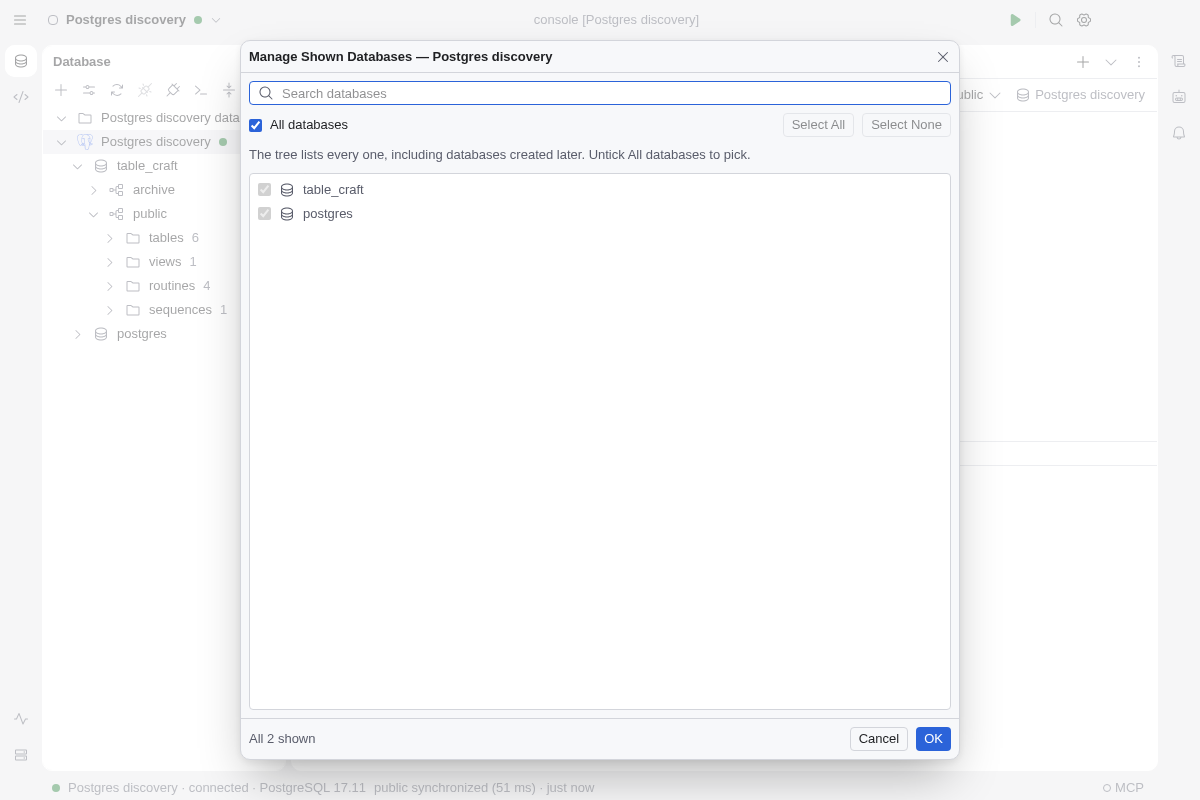 Postgres discovery
console [Postgres discovery]
Database
Manage Shown Databases — Postgres discovery
Search databases
All databases
Select All
Select None
The tree lists every one, including databases created later. Untick All databases to pick.
table_craft
postgres
All 2 shown
Cancel
OK
Postgres discovery data
Postgres discovery
table_craft
archive
public
tables 6
views 1
routines 4
sequences 1
postgres
Postgres discovery
Postgres discovery · connected · PostgreSQL 17.11 public synchronized (51 ms) · just now
MCP